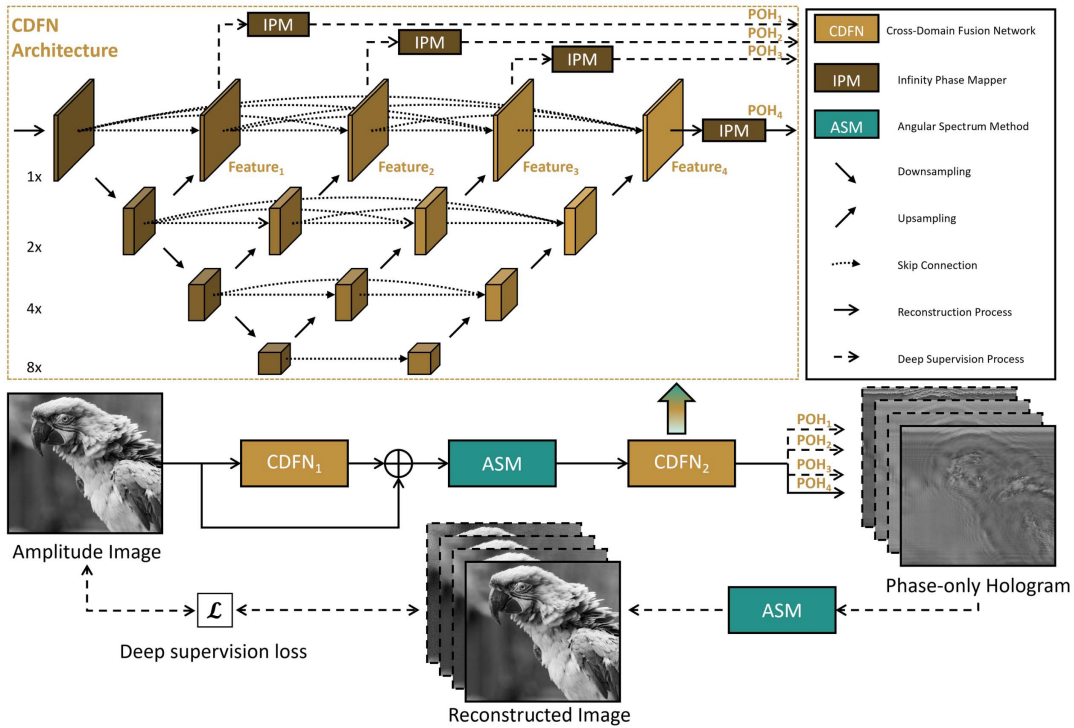 CDFN
Architecture
IPM
IPM
IPM
POH₁
POH₂
POH₃
POH₄
IPM
Feature₁
Feature₂
Feature₃
Feature₄
1x
2x
4x
8x
CDFN Cross-Domain Fusion Network
IPM Infinity Phase Mapper
ASM Angular Spectrum Method
Downsampling
Upsampling
Skip Connection
Reconstruction Process
Deep Supervision Process
CDFN₁
ASM
CDFN₂
POH₁
POH₂
POH₃
POH₄
Amplitude Image
Phase-only Hologram
ℒ
ASM
Deep supervision loss
Reconstructed Image